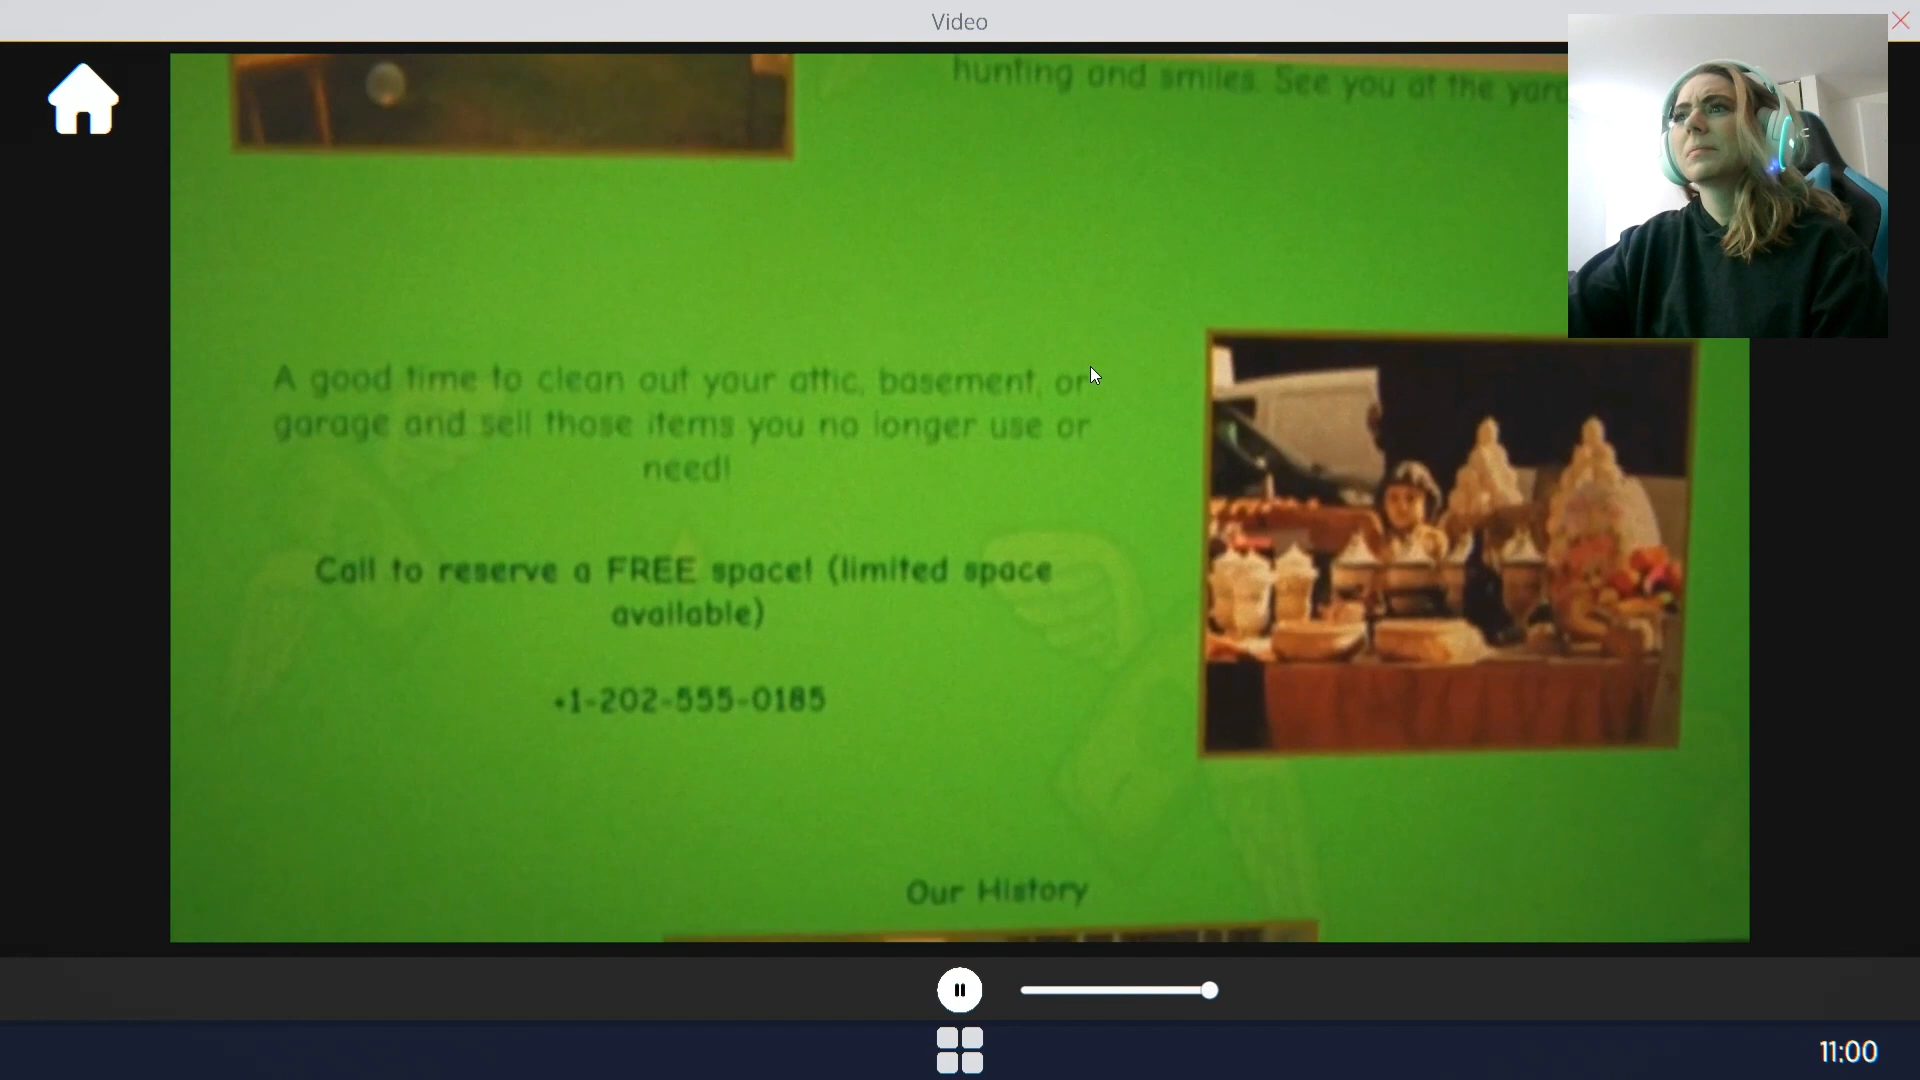 Video
hunting and smiles. See you at the yard
A good time to clean out your attic, basement, or
garage and sell those items you no longer use or
need!
Call to reserve a FREE space! (limited space
available)
+1-202-555-0185
Our History
11:00